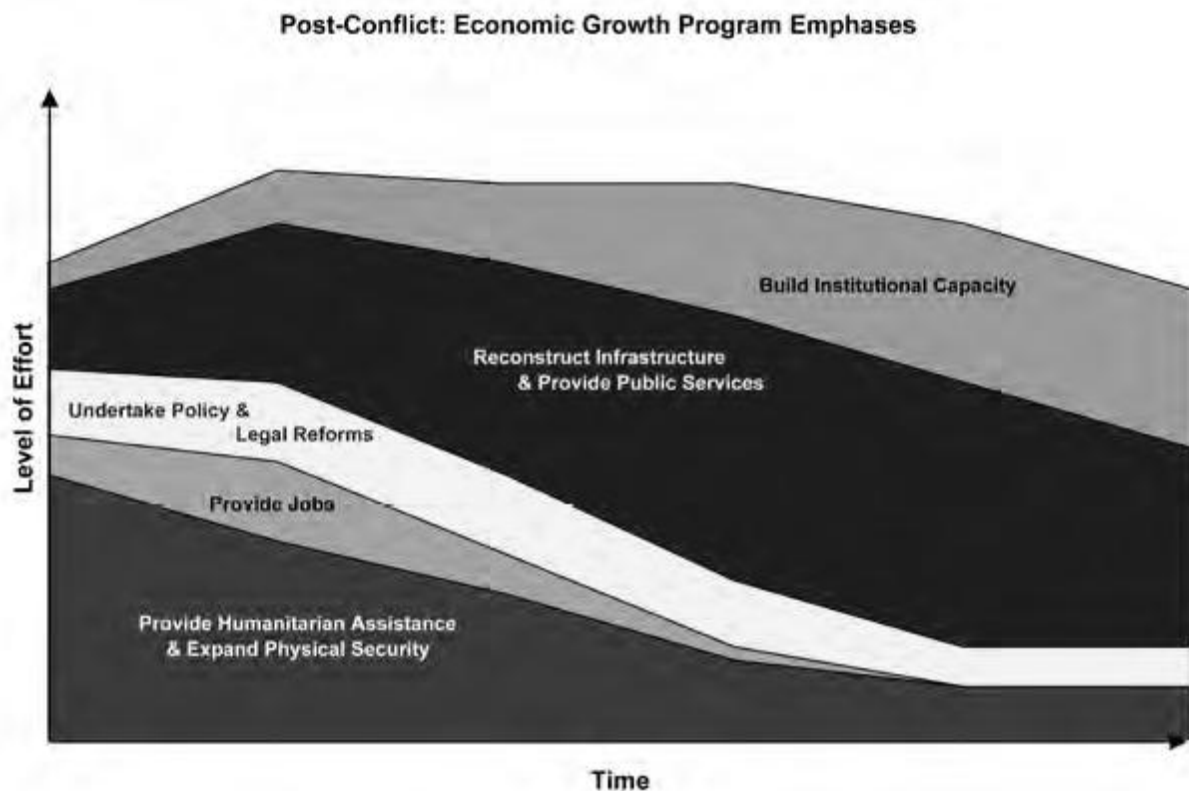 Post-Conflict: Economic Growth Program Emphases
Level of Effort
Build Institutional Capacity
Reconstruct Infrastructure
& Provide Public Services
Undertake Policy &
Legal Reforms
Provide Jobs
Provide Humanitarian Assistance
& Expand Physical Security
Time